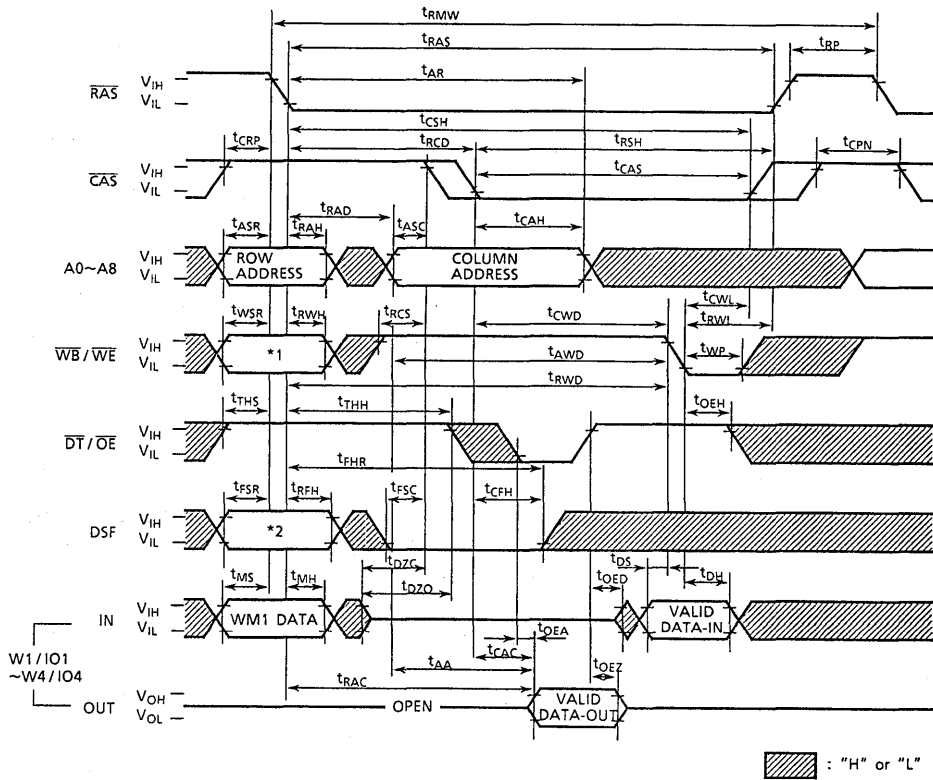 tRMW
tRAS
tRP
tAR
RAS
VIH
VIL
tCSH
tCRP
tRCD
tRSH
tCPN
CAS
VIH
VIL
tCAS
tRAD
tASR
tRAH
tASC
tCAH
A0~A8
VIH
VIL
ROW
ADDRESS
COLUMN
ADDRESS
tCWL
tWSR
tRWH
tRCS
tCWD
tRWL
WB/WE
VIH
VIL
*1
tAWD
tWP
tRWD
tTHS
tTHH
tOEH
DT/OE
VIH
VIL
tFHR
tFSR
tRFH
tFSC
tCFH
DSF
VIH
VIL
*2
tDZC
tDS
tMS
tMH
tDZO
tOED
tDH
IN
VIH
VIL
WM1 DATA
VALID
DATA-IN
tOEA
W1/IO1
~W4/IO4
tCAC
tAA
tOEZ
tRAC
OUT
VOH
VOL
OPEN
VALID
DATA-OUT
: "H" or "L"